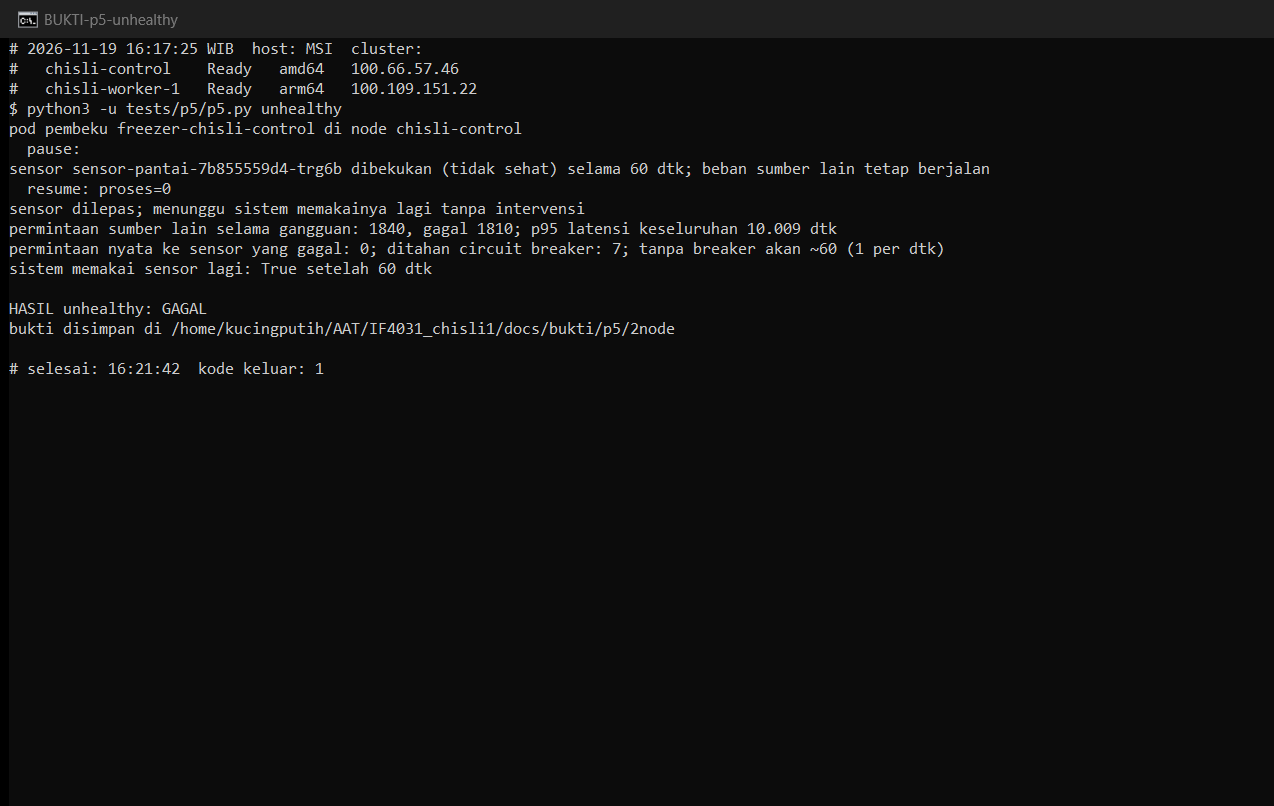 BUKTI-p5-unhealthy
# 2026-11-19 16:17:25 WIB  host: MSI  cluster:
#   chisli-control    Ready   amd64   100.66.57.46
#   chisli-worker-1   Ready   arm64   100.109.151.22
$ python3 -u tests/p5/p5.py unhealthy
pod pembeku freezer-chisli-control di node chisli-control
  pause:
sensor sensor-pantai-7b855559d4-trg6b dibekukan (tidak sehat) selama 60 dtk; beban sumber lain tetap berjalan
  resume: proses=0
sensor dilepas; menunggu sistem memakainya lagi tanpa intervensi
permintaan sumber lain selama gangguan: 1840, gagal 1810; p95 latensi keseluruhan 10.009 dtk
permintaan nyata ke sensor yang gagal: 0; ditahan circuit breaker: 7; tanpa breaker akan ~60 (1 per dtk)
sistem memakai sensor lagi: True setelah 60 dtk
HASIL unhealthy: GAGAL
bukti disimpan di /home/kucingputih/AAT/IF4031_chisli1/docs/bukti/p5/2node
# selesai: 16:21:42  kode keluar: 1